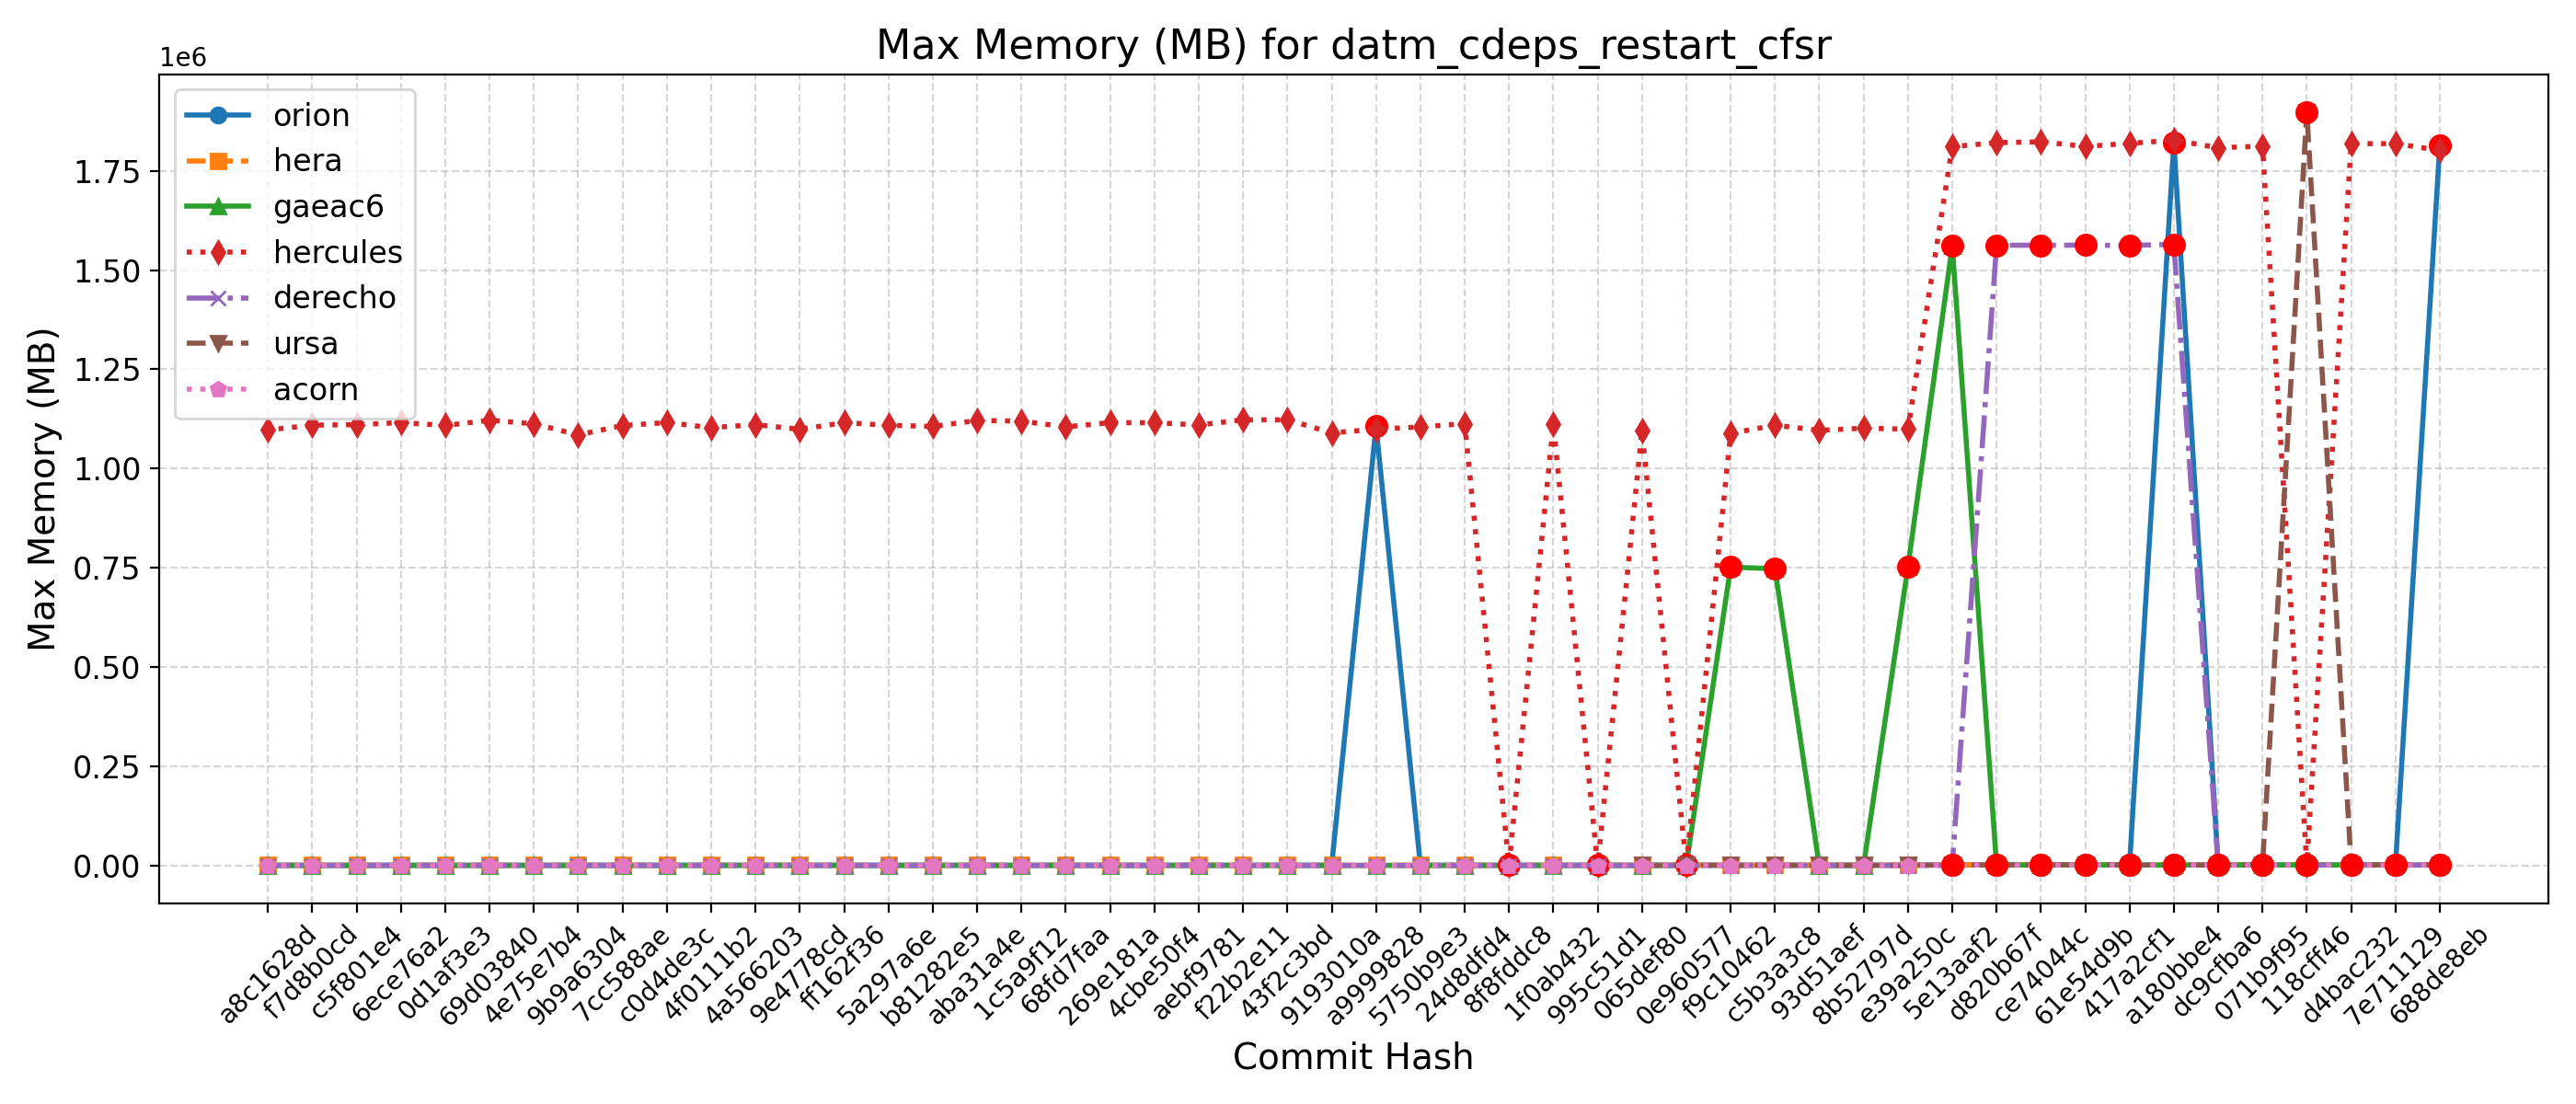 Max Memory (MB) for datm_cdeps_restart_cfsr
1e6
orion
hera
gaeac6
hercules
derecho
ursa
acorn
Max Memory (MB)
1.75
1.50
1.25
1.00
0.75
0.50
0.25
0.00
a8c1628d
f7d8b0cd
c5f801e4
6ece76a2
0d1af3e3
69d03840
4e75e7b4
9b9a6304
7cc588ae
c0d4de3c
4f0111b2
4a566203
9e4778cd
ff162f36
5a297a6e
b81282e5
aba31a4e
1c5a9f12
68fd7faa
269e181a
4cbe50f4
aebf9781
f22b2e11
43f2c3bd
9193010a
a9999828
5750b9e3
24d8dfd4
8f8fddc8
1f0ab432
995c51d1
065def80
0e960577
f9c10462
c5b3a3c8
93d51aef
8b52797d
e39a250c
5e13aaf2
d820b67f
ce74044c
61e54d9b
417a2cf1
a180bbe4
dc9cfba6
071b9f95
118cff46
d4bac232
7e711129
688de8eb
Commit Hash